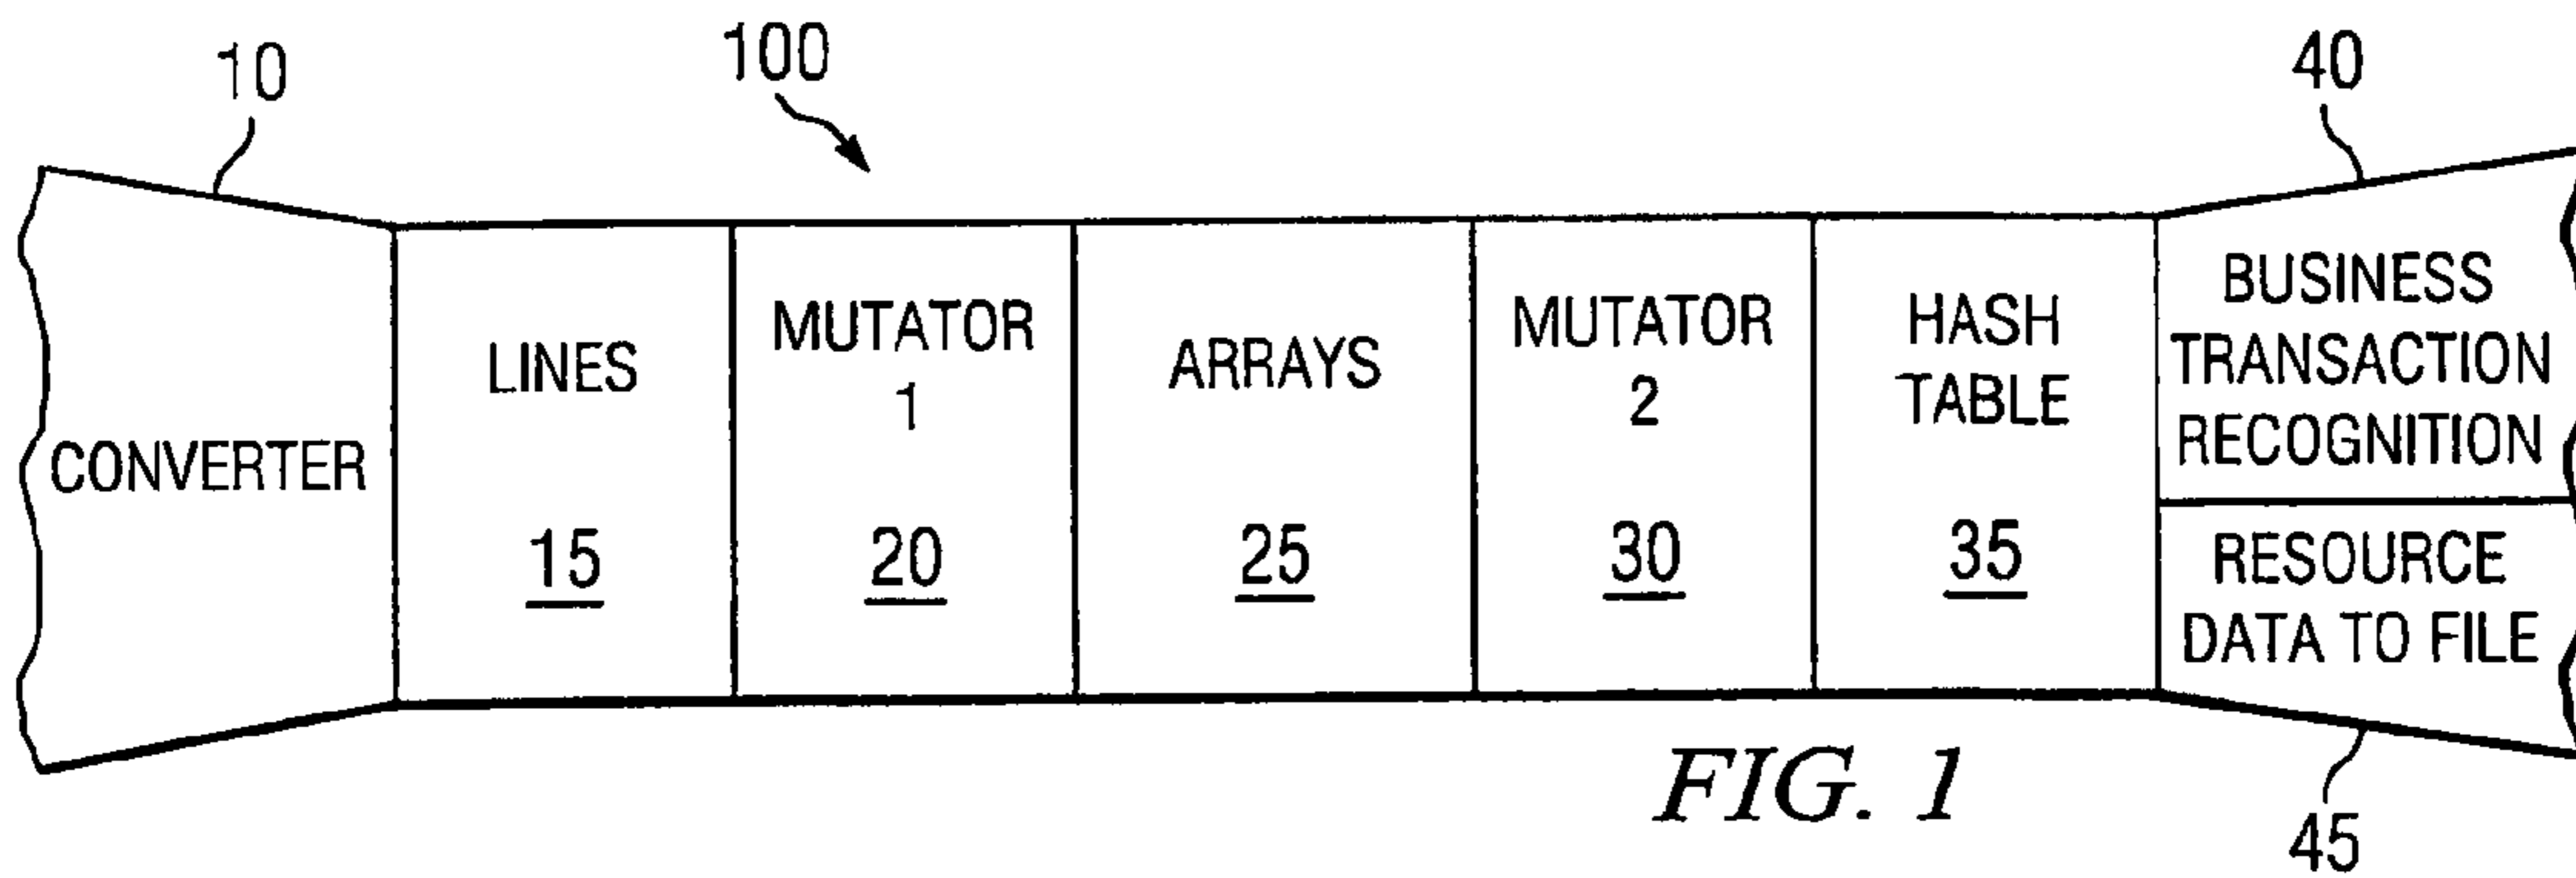 10
100
40
CONVERTER
LINES
15
MUTATOR
1
20
ARRAYS
25
MUTATOR
2
30
HASH
TABLE
35
BUSINESS
TRANSACTION
RECOGNITION
RESOURCE
DATA TO FILE
45
FIG. 1